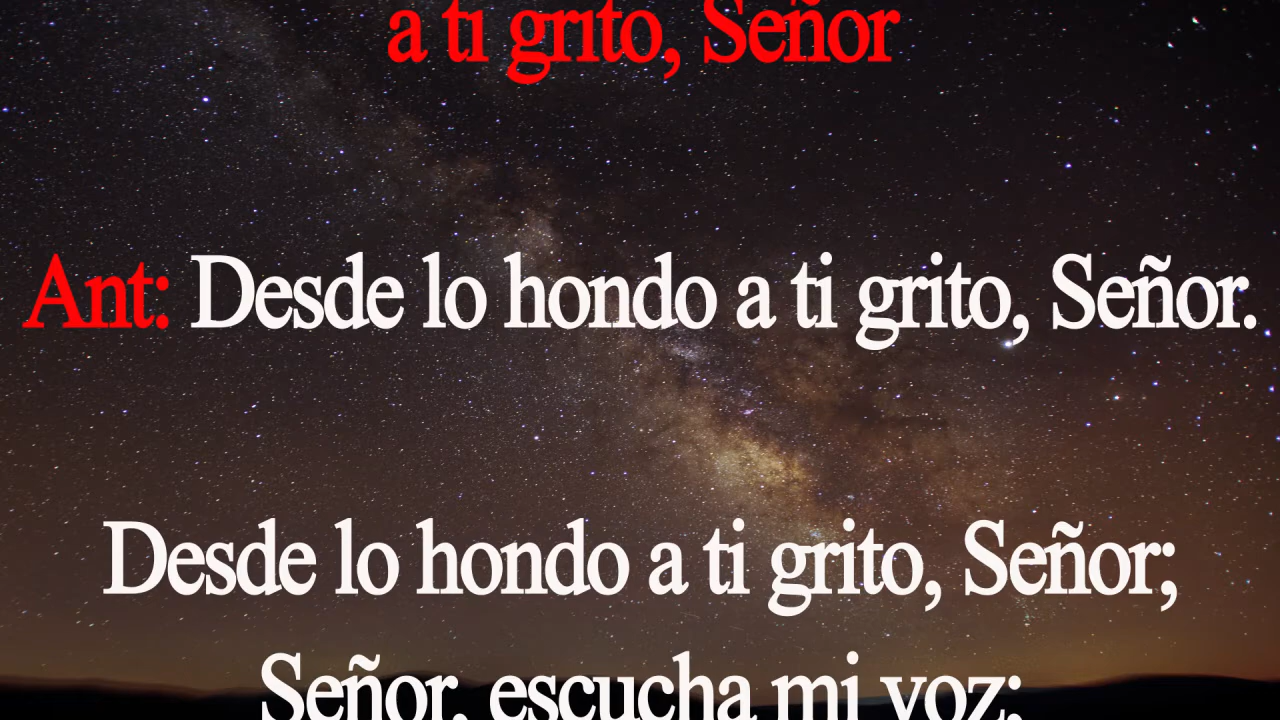 a ti grito, Señor
Ant: Desde lo hondo a ti grito, Señor.
Desde lo hondo a ti grito, Señor;
Señor, escucha mi voz;